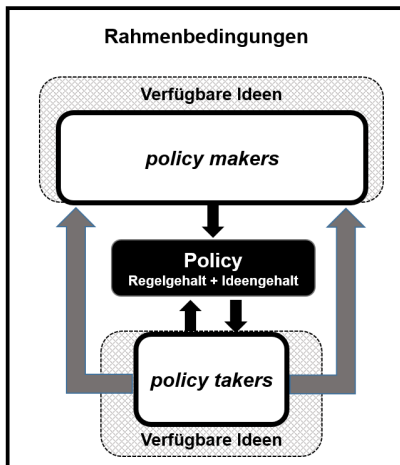 Rahmenbedingungen
Verfügbare Ideen
policy makers
Policy
Regelgehalt + Ideengehalt
policy takers
Verfügbare Ideen